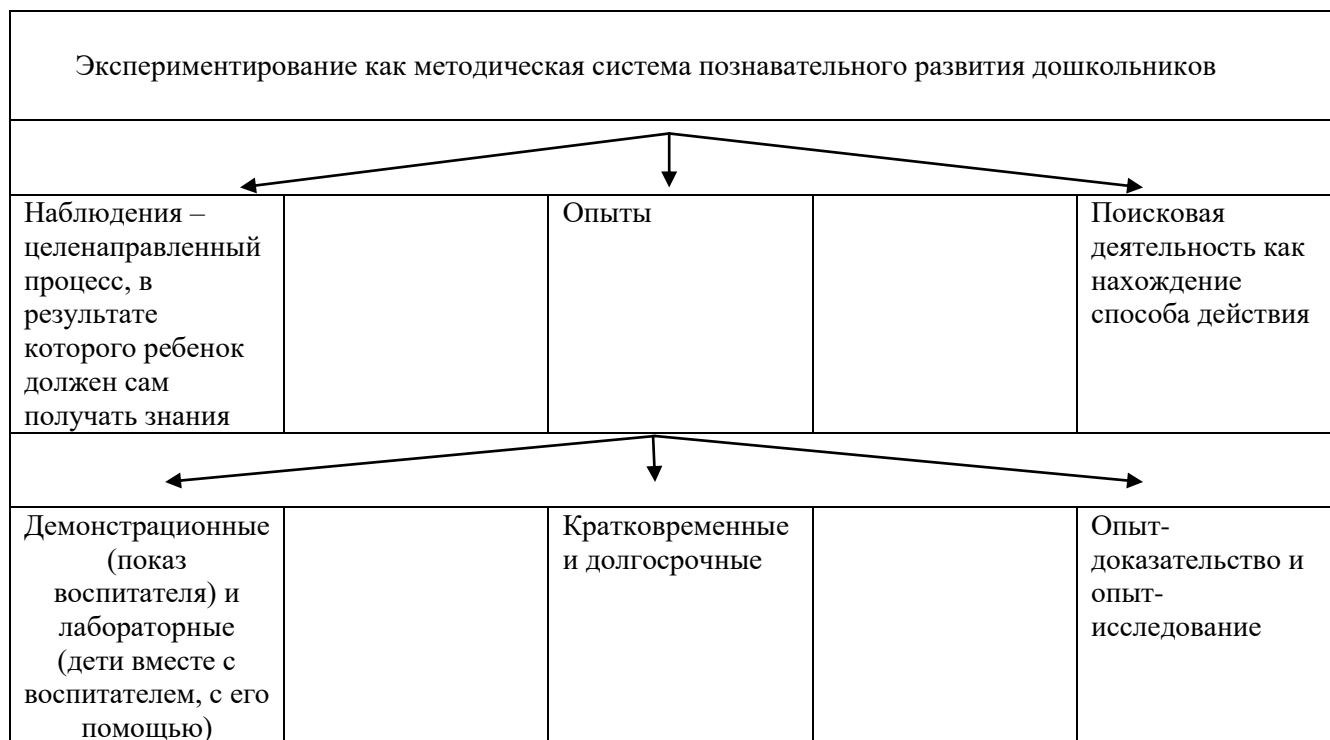 Экспериментирование как методическая система познавательного развития дошкольников
Наблюдения –
целенаправленный
процесс, в
результате
которого ребенок
должен сам
получать знания
Опыты
Поисковая
деятельность как
нахождение
способа действия
Демонстрационные
(показ
воспитателя) и
лабораторные
(дети вместе с
воспитателем, с его
помощью)
Кратковременные
и долгосрочные
Опыт-
доказательство и
опыт-
исследование